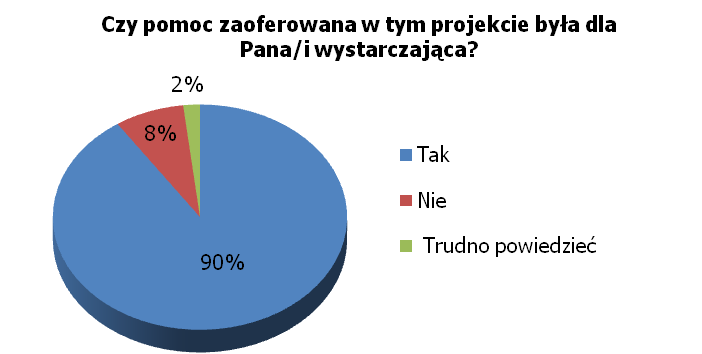 Czy pomoc zaoferowana w tym projekcie była dla
Pana/i wystarczająca?
2%
8%
90%
Tak
Nie
Trudno powiedzieć